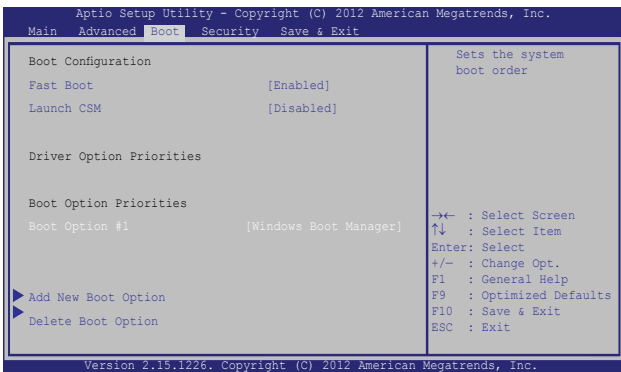 Aptio Setup Utility - Copyright (C) 2012 American Megatrends, Inc.
Main Advanced Boot Security Save & Exit
Boot Configuration
Fast Boot [Enabled]
Launch CSM [Disabled]
Driver Option Priorities
Boot Option Priorities
Boot Option #1 [Windows Boot Manager]
Add New Boot Option
Delete Boot Option
Sets the system
boot order
→← : Select Screen
↑↓ : Select Item
Enter: Select
+/— : Change Opt.
F1 : General Help
F9 : Optimized Defaults
F10 : Save & Exit
ESC : Exit
Version 2.15.1226. Copyright (C) 2012 American Megatrends, Inc.